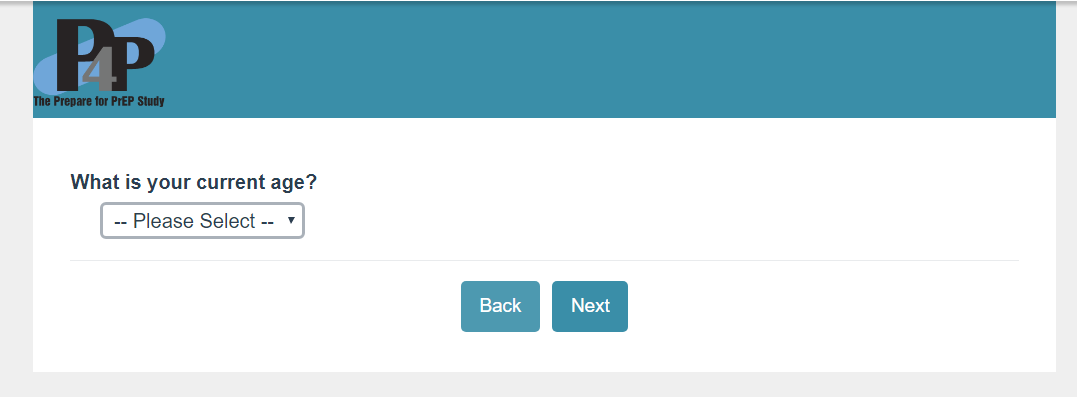 P4P
The Prepare for PrEP Study
What is your current age?
-- Please Select --
Back Next